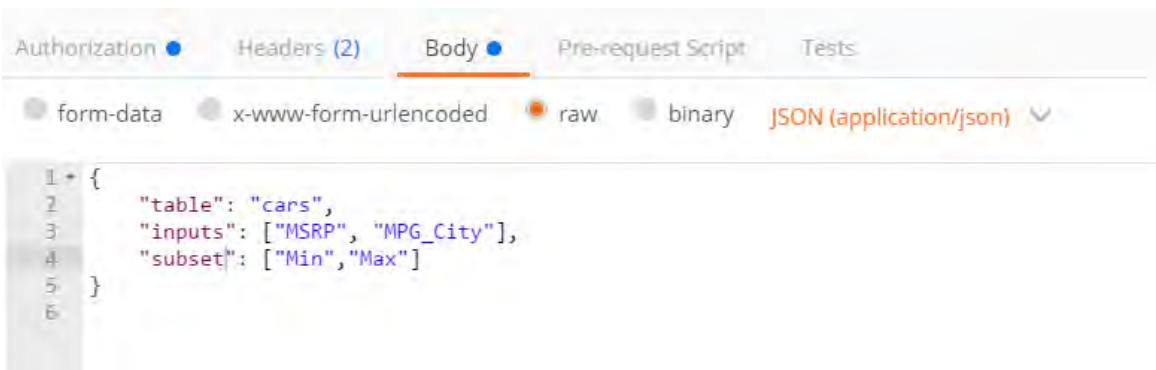 Authorization Headers (2) Body Pre-request Script Tests
form-data x-www-form-urlencoded raw binary JSON (application/json)
1 {
2 "table": "cars",
3 "inputs": ["MSRP", "MPG_City"],
4 "subset": ["Min","Max"]
5 }
6